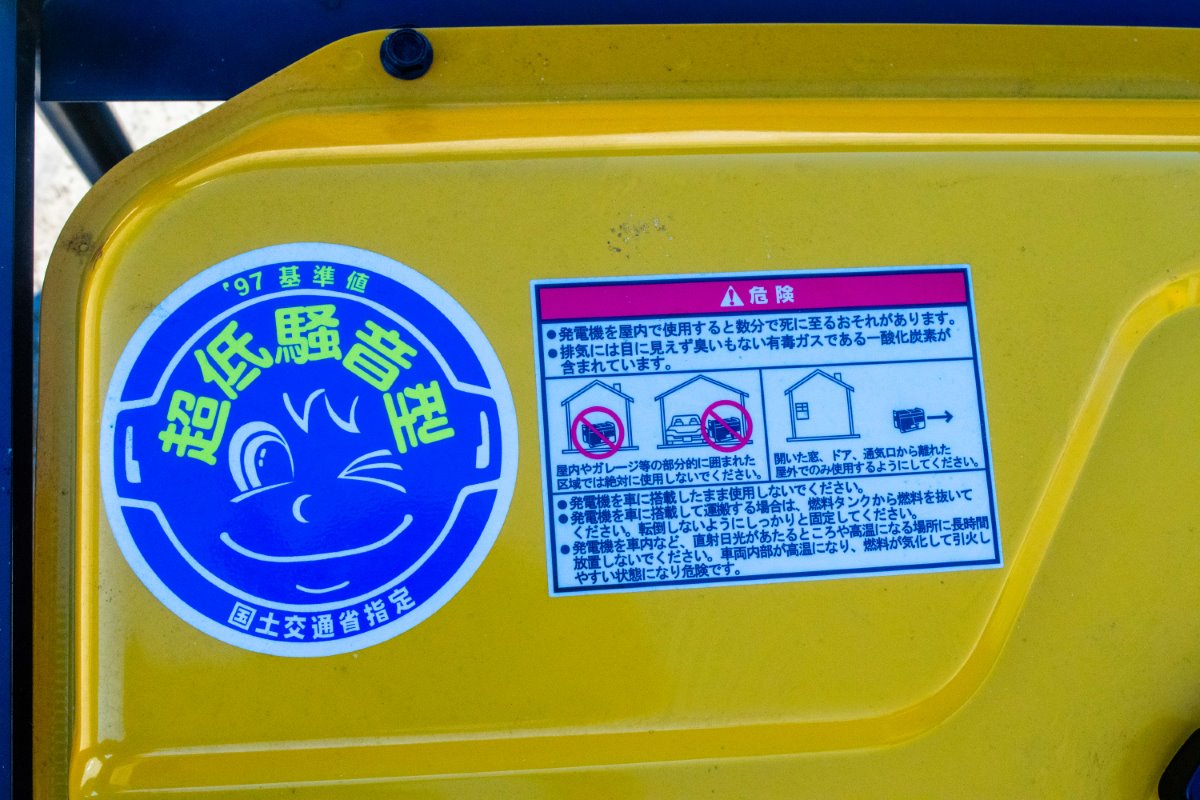 '97 基準値
超低騒音型
国土交通省指定
⚠危険
●発電機を屋内で使用すると数分で死に至るおそれがあります。
●排気には目に見えず臭いもない有毒ガスである一酸化炭素が
含まれています。
屋内やガレージ等の部分的に囲まれた
区域では絶対に使用しないでください。
開いた窓、ドア、通気口から離れた
屋外でのみ使用するようにしてください。
●発電機を車に搭載したまま使用しないでください。
●発電機を車に搭載して運搬する場合は、燃料タンクから燃料を抜いて
ください。転倒しないようにしっかりと固定してください。
●発電機を車内など、直射日光があたるところや高温になる場所に長時間
放置しないでください。車両内部が高温になり、燃料が気化して引火し
やすい状態になり危険です。